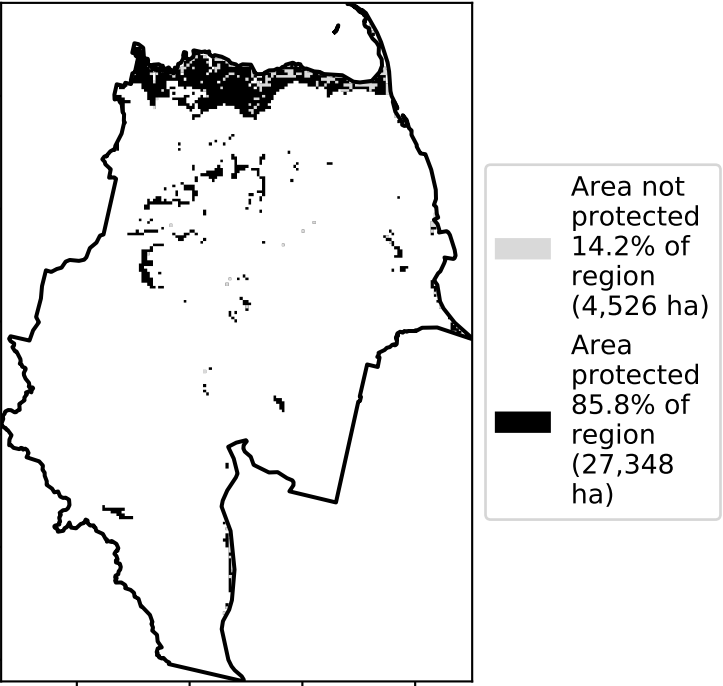 Area not
protected
14.2% of
region
(4,526 ha)
Area
protected
85.8% of
region
(27,348
ha)